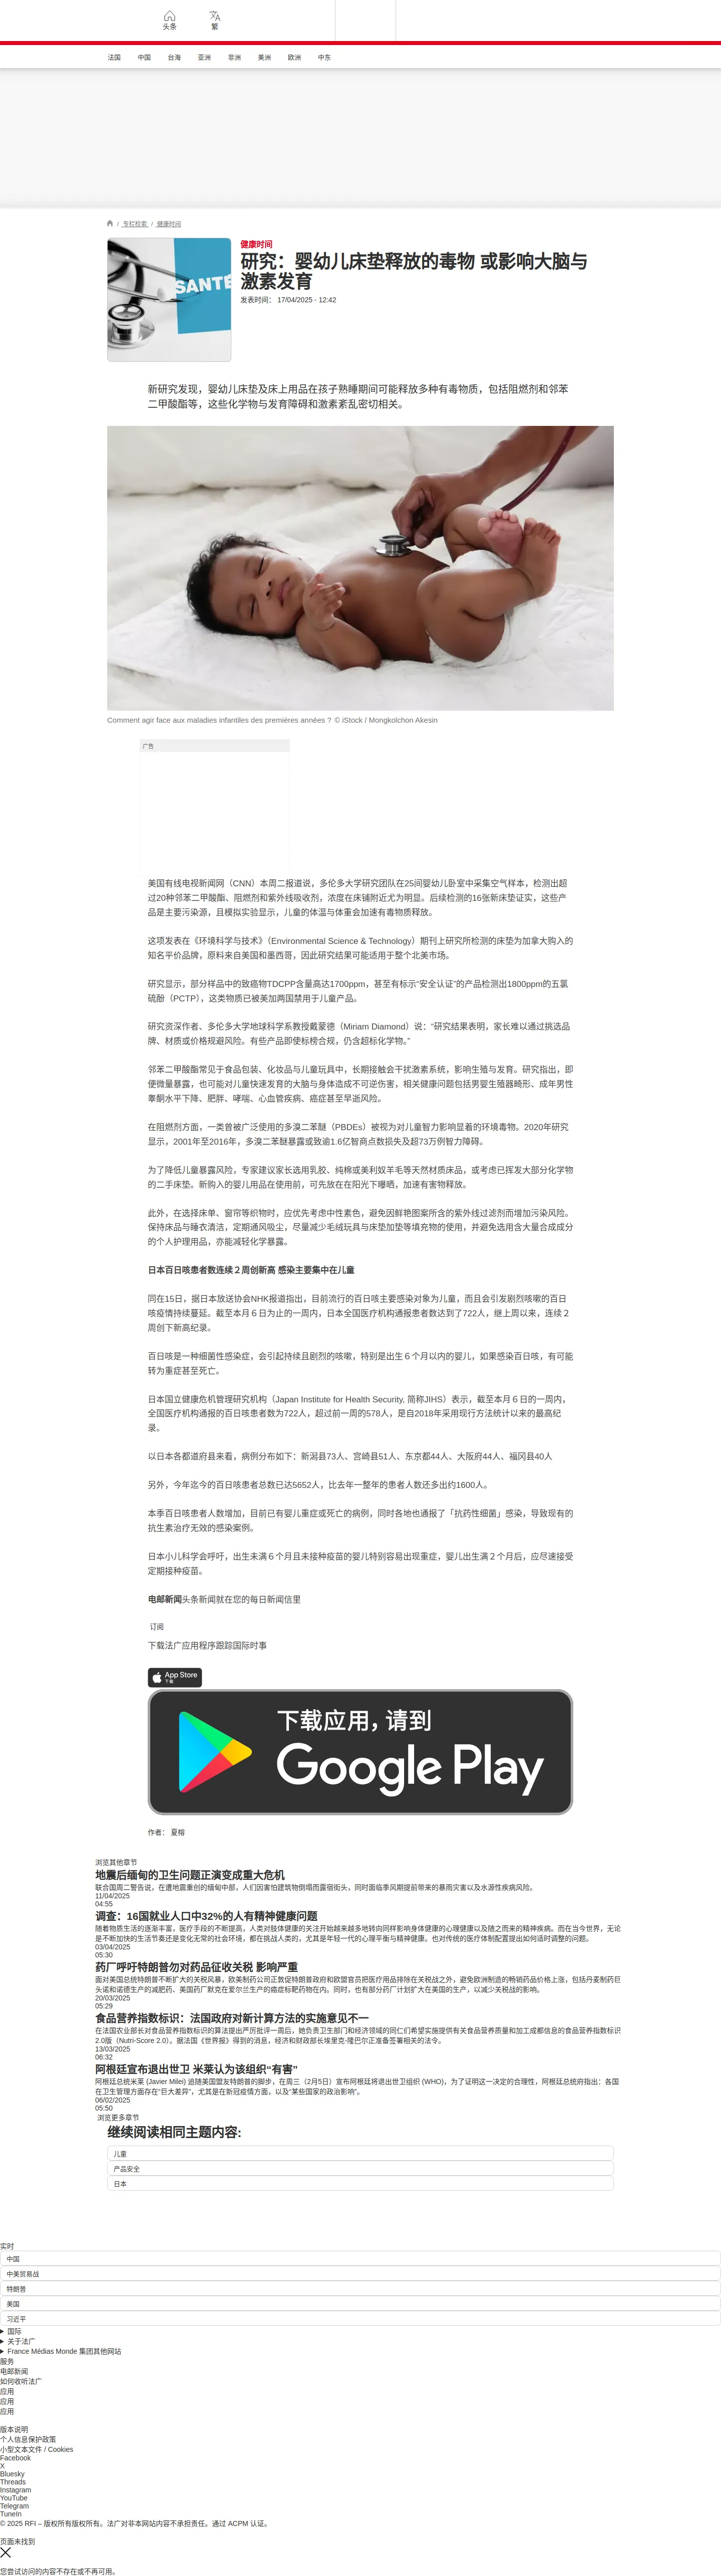 头条
繁
法国 中国 台海 亚洲 非洲 美洲 欧洲 中东
/ 专栏检索 / 健康时间
SANTÉ
健康时间
研究：婴幼儿床垫释放的毒物 或影响大脑与
激素发育
发表时间： 17/04/2025 - 12:42
新研究发现，婴幼儿床垫及床上用品在孩子熟睡期间可能释放多种有毒物质，包括阻燃剂和邻苯
二甲酸酯等，这些化学物与发育障碍和激素紊乱密切相关。
Comment agir face aux maladies infantiles des premières années ? © iStock / Mongkolchon Akesin
广告
美国有线电视新闻网（CNN）本周二报道说，多伦多大学研究团队在25间婴幼儿卧室中采集空气样本，检测出超
过20种邻苯二甲酸酯、阻燃剂和紫外线吸收剂，浓度在床铺附近尤为明显。后续检测的16张新床垫证实，这些产
品是主要污染源，且模拟实验显示，儿童的体温与体重会加速有毒物质释放。
这项发表在《环境科学与技术》（Environmental Science & Technology）期刊上研究所检测的床垫为加拿大购入的
知名平价品牌，原料来自美国和墨西哥，因此研究结果可能适用于整个北美市场。
研究显示，部分样品中的致癌物TDCPP含量高达1700ppm，甚至有标示“安全认证”的产品检测出1800ppm的五氯
硫酚（PCTP），这类物质已被美加两国禁用于儿童产品。
研究资深作者、多伦多大学地球科学系教授戴蒙德（Miriam Diamond）说：“研究结果表明，家长难以通过挑选品
牌、材质或价格规避风险。有些产品即使标榜合规，仍含超标化学物。”
邻苯二甲酸酯常见于食品包装、化妆品与儿童玩具中，长期接触会干扰激素系统，影响生殖与发育。研究指出，即
便微量暴露，也可能对儿童快速发育的大脑与身体造成不可逆伤害，相关健康问题包括男婴生殖器畸形、成年男性
睾酮水平下降、肥胖、哮喘、心血管疾病、癌症甚至早逝风险。
在阻燃剂方面，一类曾被广泛使用的多溴二苯醚（PBDEs）被视为对儿童智力影响显着的环境毒物。2020年研究
显示，2001年至2016年，多溴二苯醚暴露或致逾1.6亿智商点数损失及超73万例智力障碍。
为了降低儿童暴露风险，专家建议家长选用乳胶、纯棉或美利奴羊毛等天然材质床品，或考虑已挥发大部分化学物
的二手床垫。新购入的婴儿用品在使用前，可先放在在阳光下曝晒，加速有害物释放。
此外，在选择床单、窗帘等织物时，应优先考虑中性素色，避免因鲜艳图案所含的紫外线过滤剂而增加污染风险。
保持床品与睡衣清洁，定期通风吸尘，尽量减少毛绒玩具与床垫加垫等填充物的使用，并避免选用含大量合成成分
的个人护理用品，亦能减轻化学暴露。
日本百日咳患者数连续２周创新高 感染主要集中在儿童
同在15日，据日本放送协会NHK报道指出，目前流行的百日咳主要感染对象为儿童，而且会引发剧烈咳嗽的百日
咳疫情持续蔓延。截至本月６日为止的一周内，日本全国医疗机构通报患者数达到了722人，继上周以来，连续２
周创下新高纪录。
百日咳是一种细菌性感染症，会引起持续且剧烈的咳嗽，特别是出生６个月以内的婴儿，如果感染百日咳，有可能
转为重症甚至死亡。
日本国立健康危机管理研究机构（Japan Institute for Health Security, 简称JIHS）表示，截至本月６日的一周内，
全国医疗机构通报的百日咳患者数为722人，超过前一周的578人，是自2018年采用现行方法统计以来的最高纪
录。
以日本各都道府县来看，病例分布如下：新潟县73人、宫崎县51人、东京都44人、大阪府44人、福冈县40人
另外，今年迄今的百日咳患者总数已达5652人，比去年一整年的患者人数还多出约1600人。
本季百日咳患者人数增加，目前已有婴儿重症或死亡的病例，同时各地也通报了「抗药性细菌」感染，导致现有的
抗生素治疗无效的感染案例。
日本小儿科学会呼吁，出生未满６个月且未接种疫苗的婴儿特别容易出现重症，婴儿出生满２个月后，应尽速接受
定期接种疫苗。
电邮新闻头条新闻就在您的每日新闻信里
订阅
下载法广应用程序跟踪国际时事
App Store
下载
下载应用，请到
Google Play
作者： 夏榕
浏览其他章节
地震后缅甸的卫生问题正演变成重大危机
联合国周二警告说，在遭地震重创的缅甸中部，人们因害怕建筑物倒塌而露宿街头，同时面临季风期提前带来的暴雨灾害以及水源性疾病风险。
11/04/2025
04:55
调查：16国就业人口中32%的人有精神健康问题
随着物质生活的逐渐丰富，医疗手段的不断提高，人类对肢体健康的关注开始越来越多地转向同样影响身体健康的心理健康以及随之而来的精神疾病。而在当今世界，无论
是不断加快的生活节奏还是变化无常的社会环境，都在挑战人类的，尤其是年轻一代的心理平衡与精神健康。也对传统的医疗体制配置提出如何适时调整的问题。
03/04/2025
05:30
药厂呼吁特朗普勿对药品征收关税 影响严重
面对美国总统特朗普不断扩大的关税风暴，欧美制药公司正敦促特朗普政府和欧盟官员把医疗用品排除在关税战之外，避免欧洲制造的畅销药品价格上涨，包括丹麦制药巨
头诺和诺德生产的减肥药、美国药厂默克在爱尔兰生产的癌症标靶药物在内。同时，也有部分药厂计划扩大在美国的生产，以减少关税战的影响。
20/03/2025
05:29
食品营养指数标识：法国政府对新计算方法的实施意见不一
在法国农业部长对食品营养指数标识的算法提出严厉批评一周后，她负责卫生部门和经济领域的同仁们希望实施提供有关食品营养质量和加工成都信息的食品营养指数标识
2.0版（Nutri-Score 2.0）。据法国《世界报》得到的消息，经济和财政部长埃里克-隆巴尔正准备签署相关的法令。
13/03/2025
06:32
阿根廷宣布退出世卫 米莱认为该组织“有害”
阿根廷总统米莱 (Javier Milei) 追随美国盟友特朗普的脚步，在周三（2月5日）宣布阿根廷将退出世卫组织 (WHO)，为了证明这一决定的合理性，阿根廷总统府指出：各国
在卫生管理方面存在“巨大差异”，尤其是在新冠疫情方面，以及“某些国家的政治影响”。
06/02/2025
05:50
浏览更多章节
继续阅读相同主题内容:
儿童
产品安全
日本
实时
中国
中美贸易战
特朗普
美国
习近平
国际
关于法广
France Médias Monde 集团其他网站
服务
电邮新闻
如何收听法广
应用
应用
应用
版本说明
个人信息保护政策
小型文本文件 / Cookies
Facebook
X
Bluesky
Threads
Instagram
YouTube
Telegram
TuneIn
© 2025 RFI – 版权所有版权所有。法广对非本网站内容不承担责任。通过 ACPM 认证。
页面未找到
您尝试访问的内容不存在或不再可用。